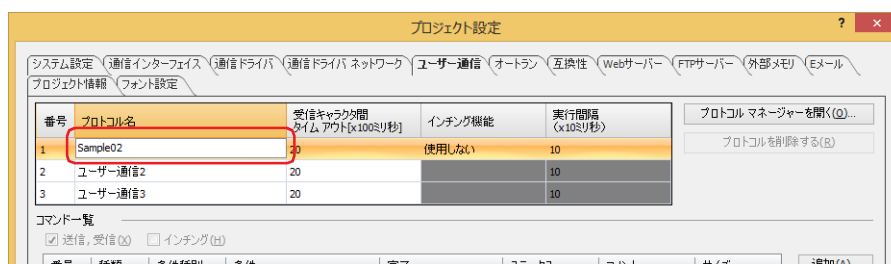 プロジェクト設定
? ×
システム設定 通信インターフェイス 通信ドライバ 通信ドライバ ネットワーク ユーザー通信 オートラン 互換性 Webサーバー FTPサーバー 外部メモリ Eメール
プロジェクト情報 フォント設定
番号 プロトコル名 受信キャラクタ間 タイム アウト[x100ミリ秒] インチング機能 実行間隔 (x10ミリ秒)
プロトコル マネージャーを開く(O)...
1 Sample02 20 使用しない 10
プロトコルを削除する(R)
2 ユーザー通信2 20 10
3 ユーザー通信3 20 10
コマンド一覧
送信, 受信(X) インチング(H)